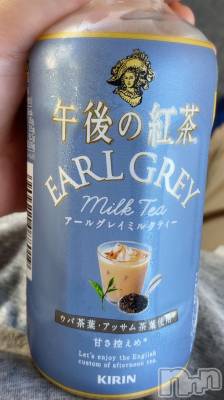 午後の紅茶
EARL GREY
Milk Tea
アールグレイミルクティー
ウバ茶葉・アッサム茶葉使用*
甘さ控えめ*
Let's enjoy the English
custom of afternoon tea.
KIRIN